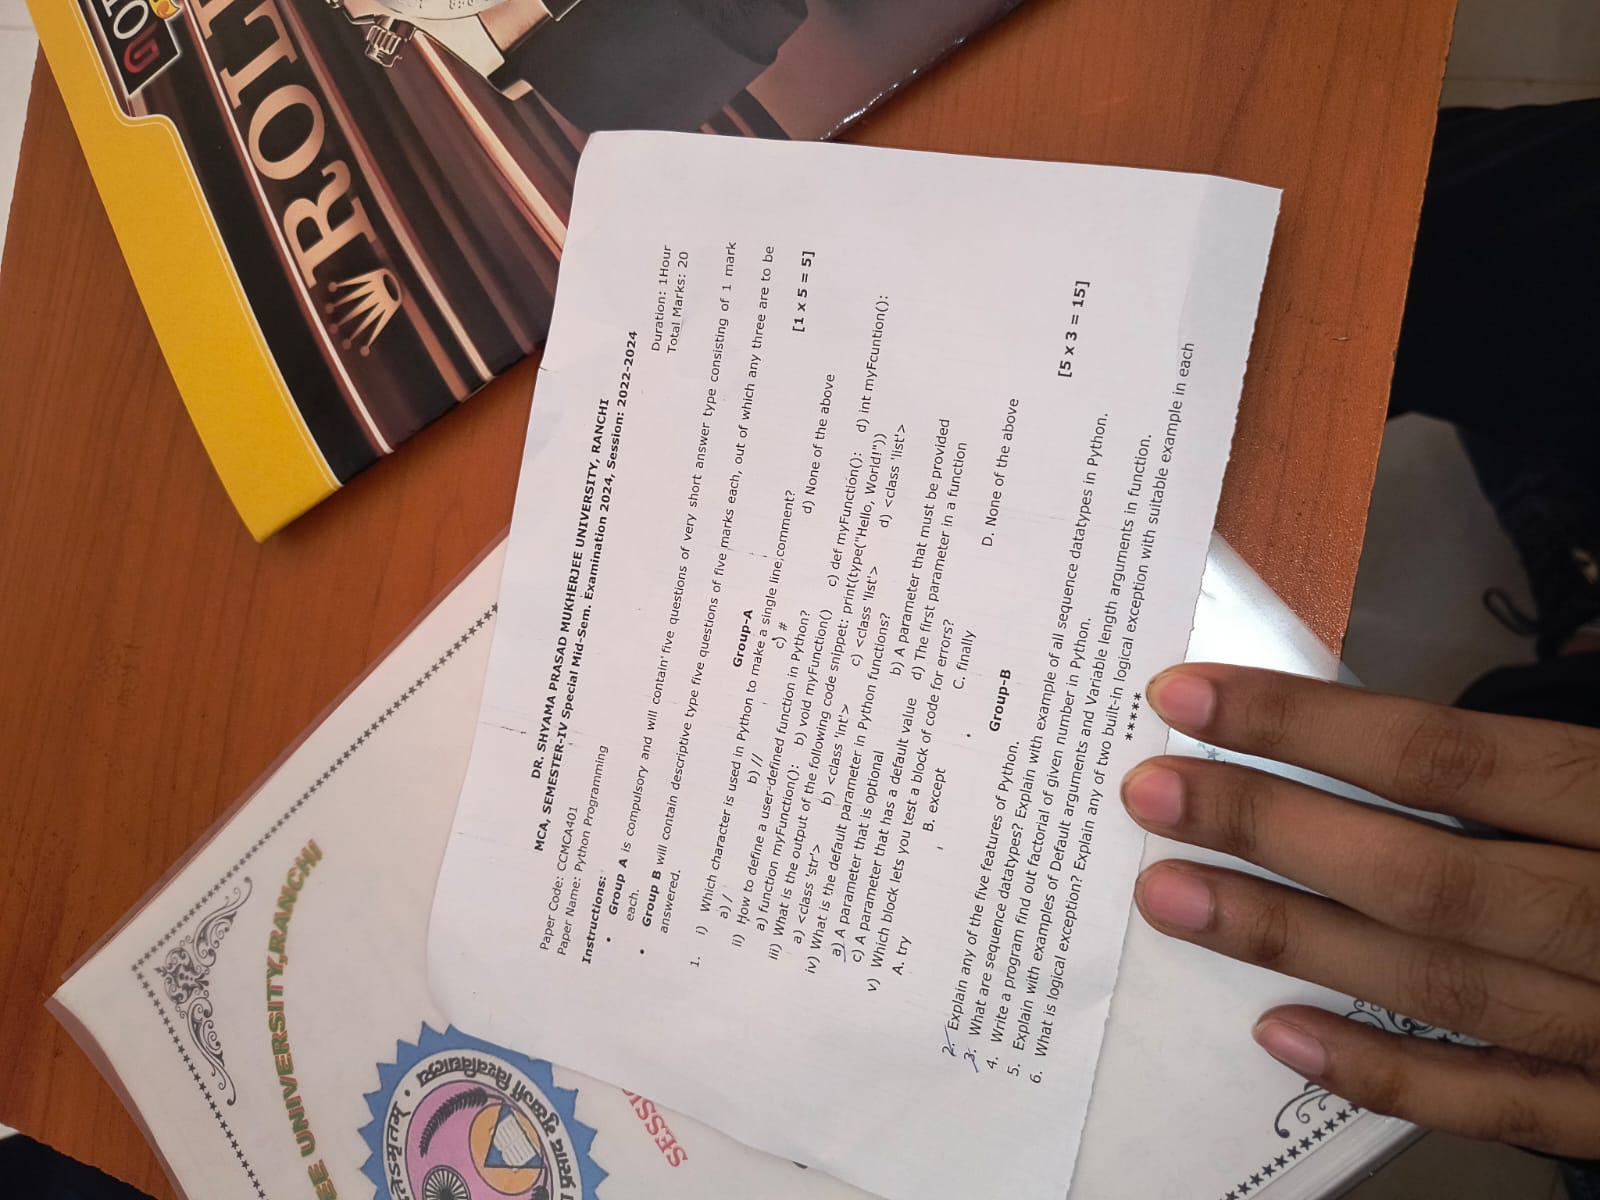 DR. SHYAMA PRASAD MUKHERJEE UNIVERSITY, RANCHI
MCA, SEMESTER-IV Special Mid-Sem. Examination 2024, Session: 2022-2024
Paper Code: CCMCA401
Duration: 1Hour
Paper Name: Python Programming
Total Marks: 20
Instructions:
• Group A is compulsory and will contain five questions of very short answer type consisting of 1 mark
each.
• Group B will contain descriptive type five questions of five marks each, out of which any three are to be
answered.
Group-A
[1 x 5 = 5]
1. i) Which character is used in Python to make a single line comment?
a) / b) // c) # d) None of the above
ii) How to define a user-defined function in Python?
a) function myFunction(): b) void myFunction() c) def myFunction(): d) int myFcuntion():
iii) What is the output of the following code snippet: print(type("Hello, World!"))
a) <class 'str'> b) <class 'int'> c) <class 'list'> d) <class 'list'>
iv) What is the default parameter in Python functions?
a) A parameter that is optional b) A parameter that must be provided
c) A parameter that has a default value d) The first parameter in a function
v) Which block lets you test a block of code for errors?
A. try B. except C. finally D. None of the above
Group-B
[5 x 3 = 15]
2. Explain any of the five features of Python.
3. What are sequence datatypes? Explain with example of all sequence datatypes in Python.
4. Write a program find out factorial of given number in Python.
5. Explain with examples of Default arguments and Variable length arguments in function.
6. What is logical exception? Explain any of two built-in logical exception with suitable example in each
*****
ROL
EE UNIVERSITY,RANCHI
SESS